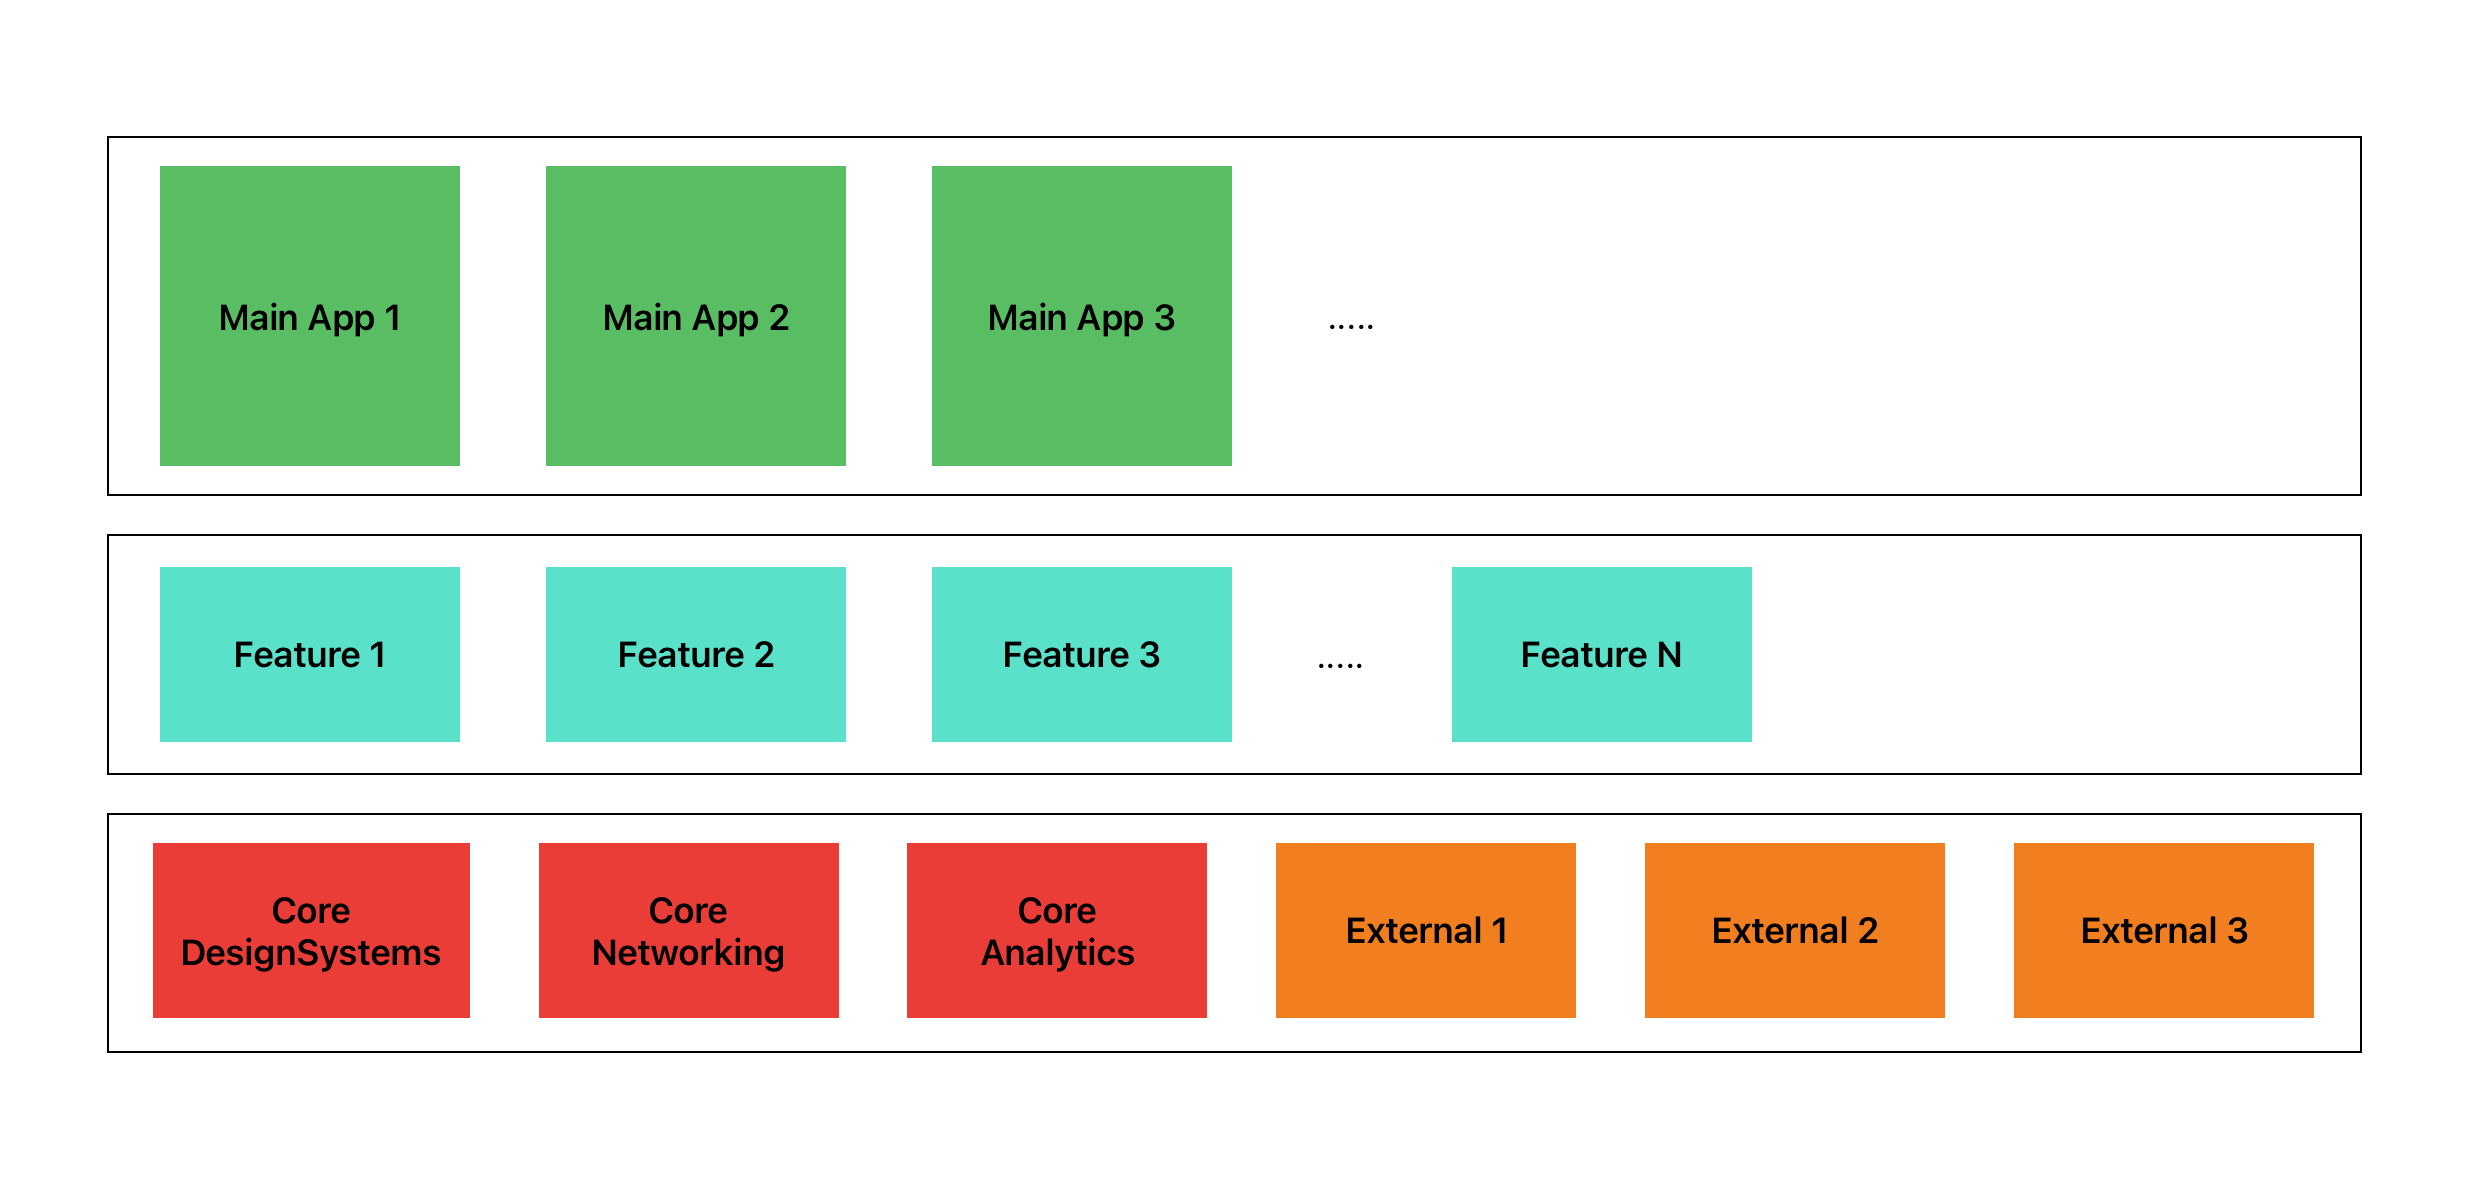 Main App 1
Main App 2
Main App 3
.....
Feature 1
Feature 2
Feature 3
.....
Feature N
Core
DesignSystems
Core
Networking
Core
Analytics
External 1
External 2
External 3